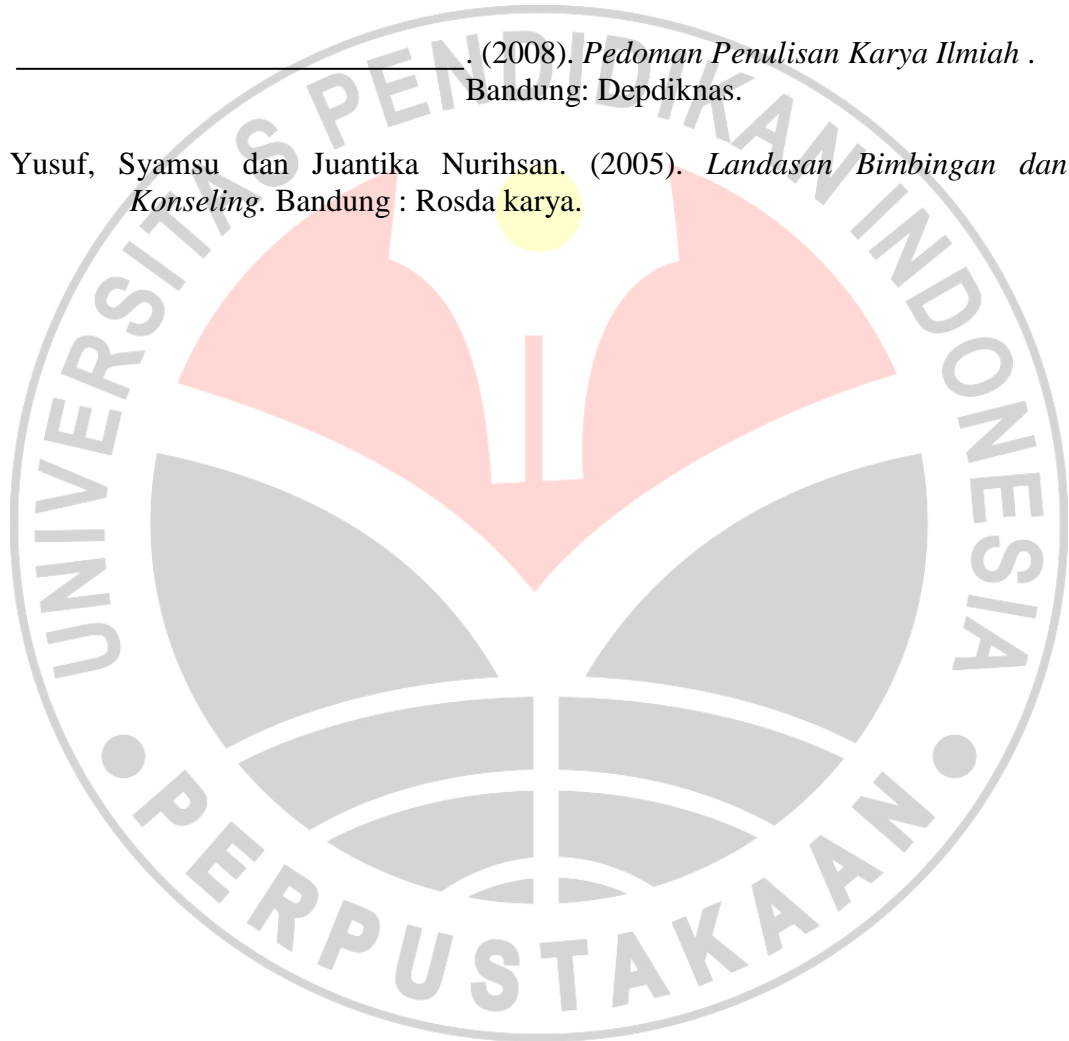 ____________________________. (2008). Pedoman Penulisan Karya Ilmiah .
Bandung: Depdiknas.
Yusuf, Syamsu dan Juantika Nurihsan. (2005). Landasan Bimbingan dan
Konseling. Bandung : Rosda karya.
UNIVERSITAS PENDIDIKAN INDONESIA
PERPUSTAKAAN